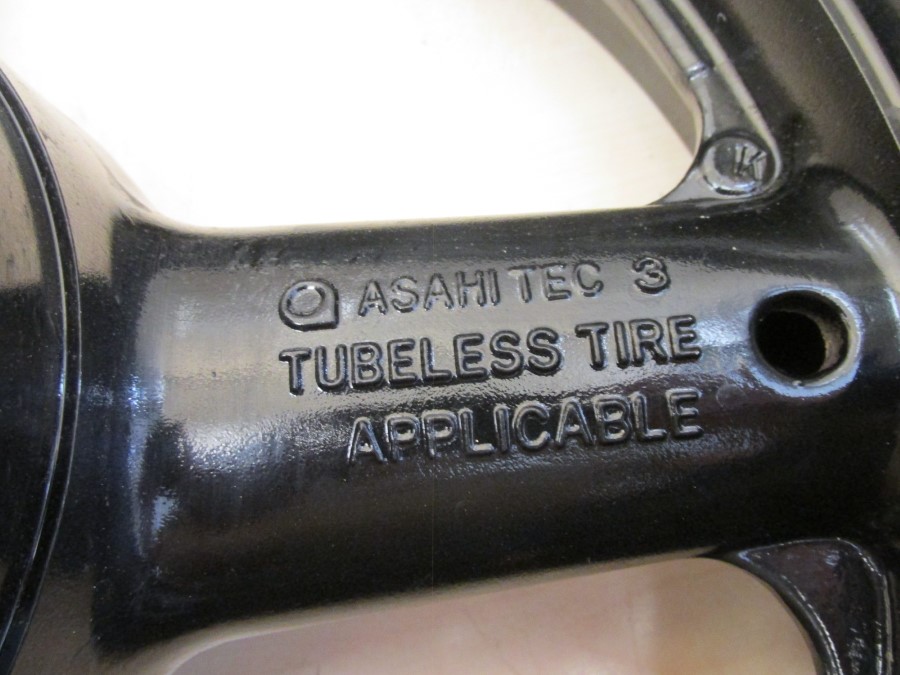 K
ASAHI TEC 3
TUBELESS TIRE
APPLICABLE